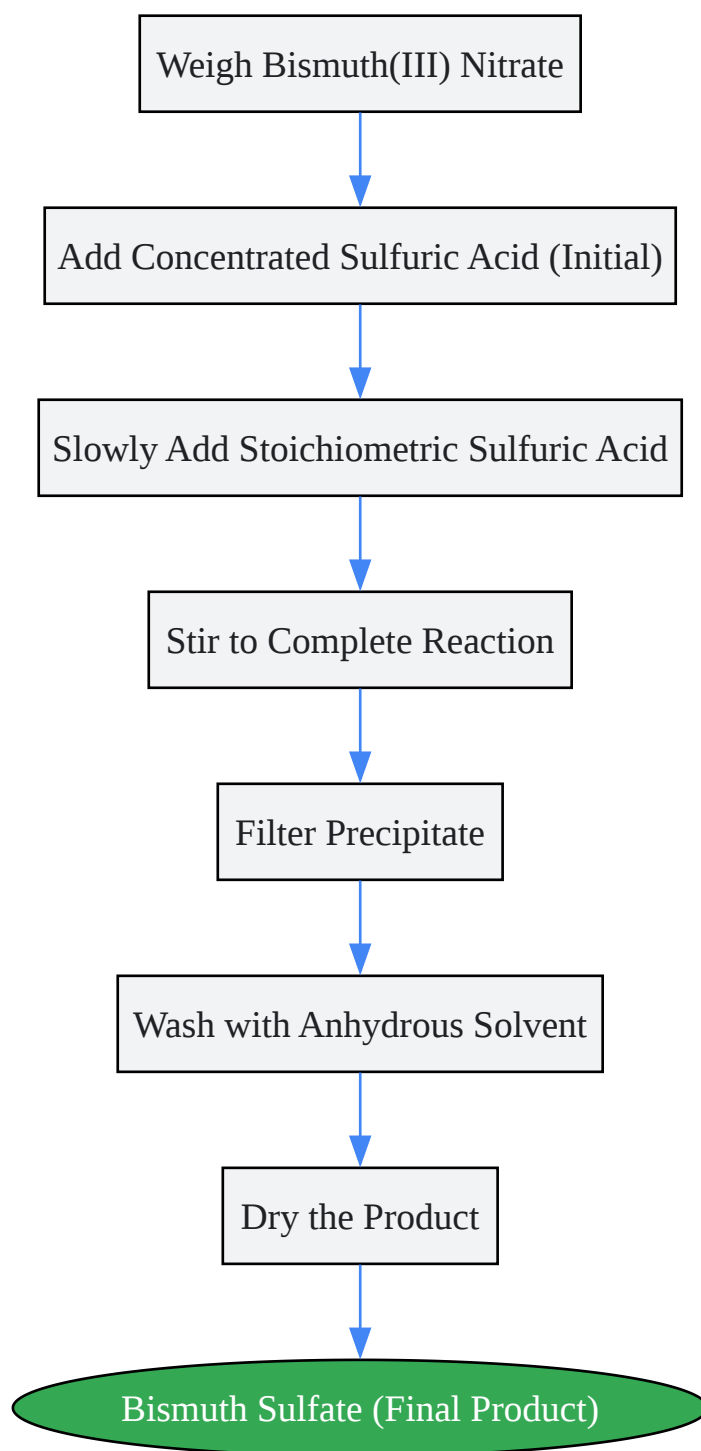 Weigh Bismuth(III) Nitrate
Add Concentrated Sulfuric Acid (Initial)
Slowly Add Stoichiometric Sulfuric Acid
Stir to Complete Reaction
Filter Precipitate
Wash with Anhydrous Solvent
Dry the Product
Bismuth Sulfate (Final Product)